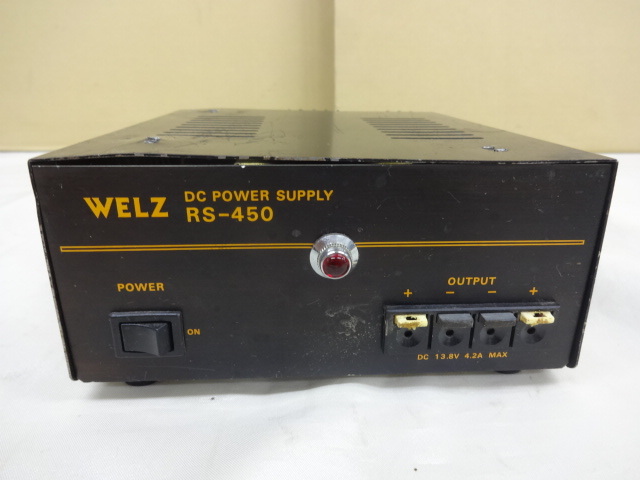 WELZ DC POWER SUPPLY
RS-450
POWER
ON
OUTPUT
+ − − +
DC 13.8V 4.2A MAX